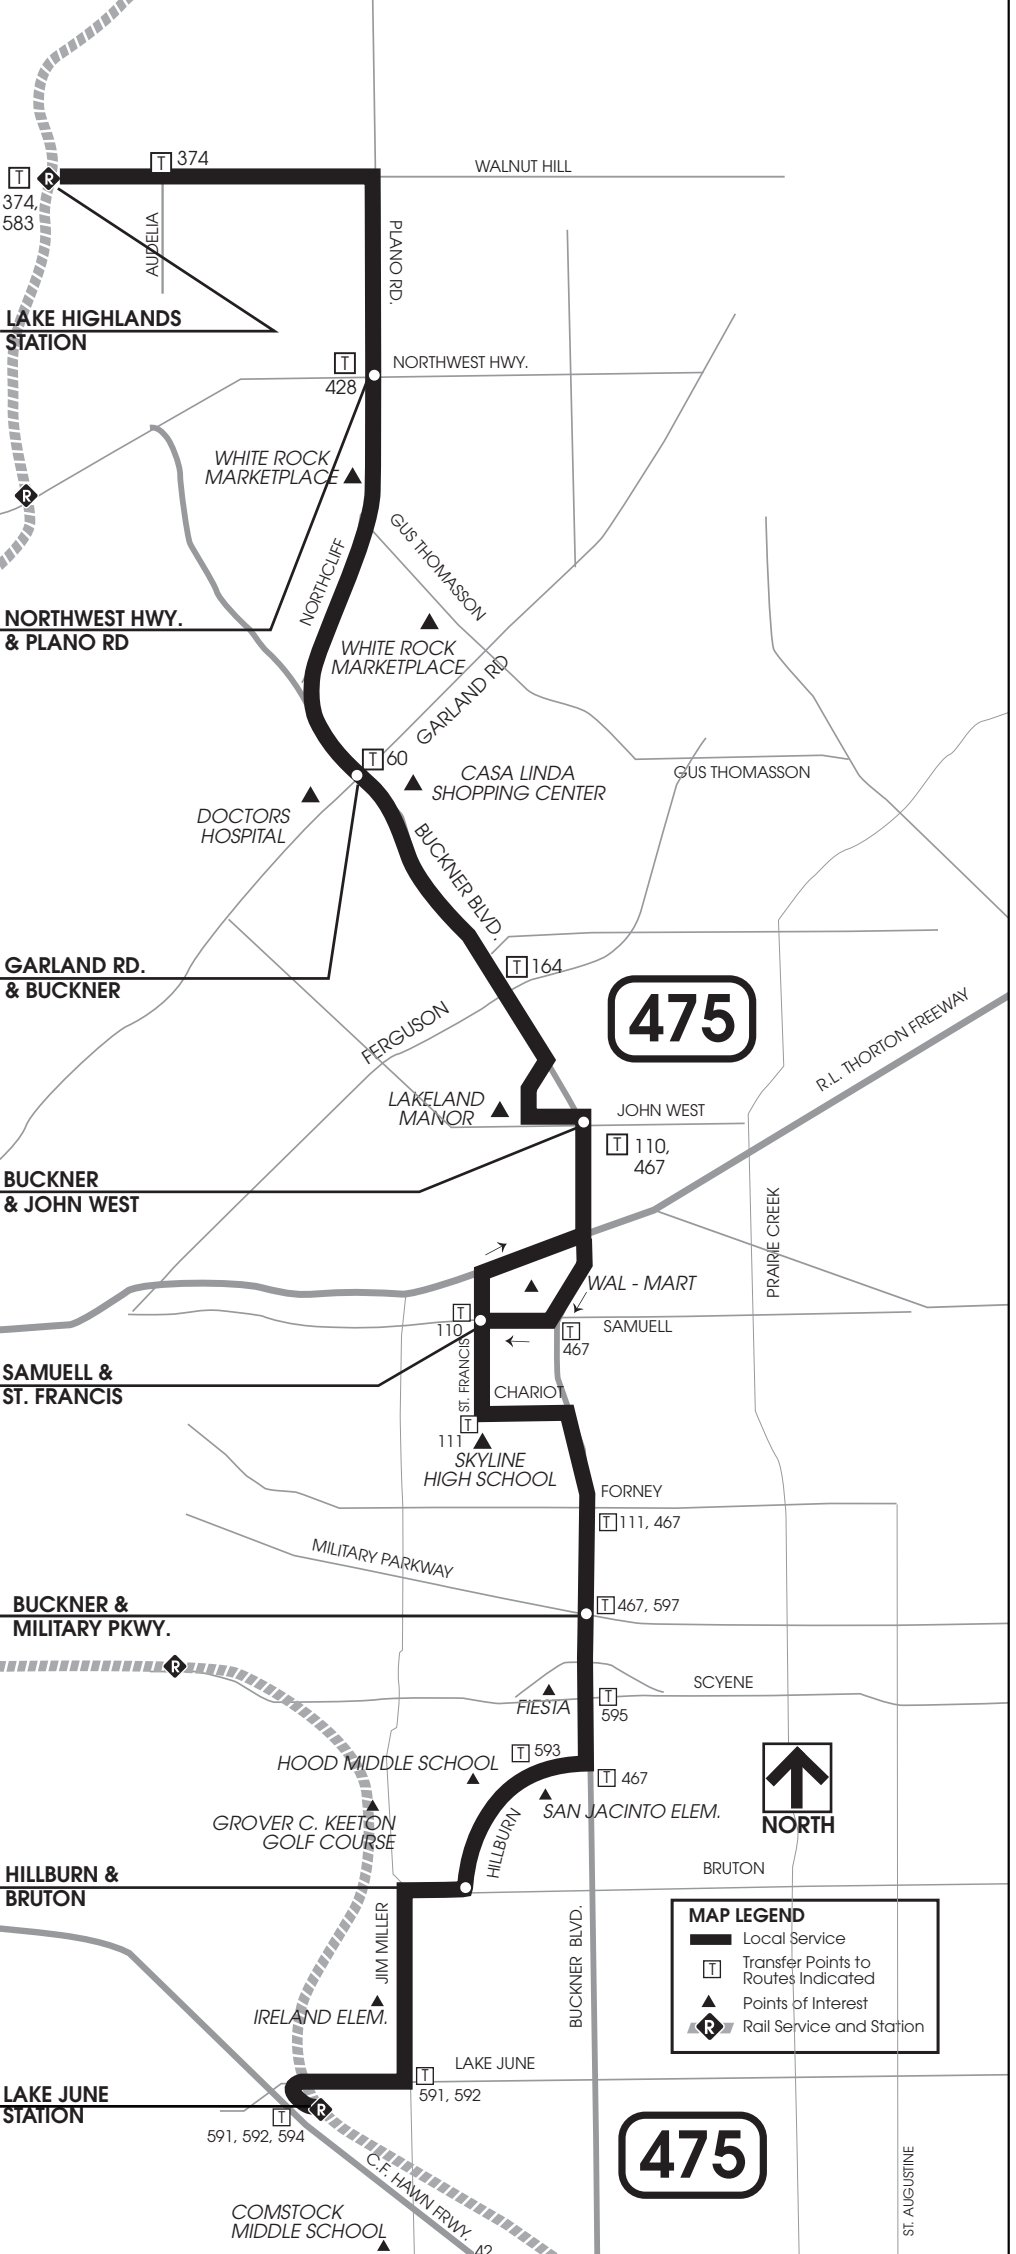 T 374
WALNUT HILL
T R
374,
583
AUDELIA
PLANO RD.
LAKE HIGHLANDS
STATION
T
428
NORTHWEST HWY.
WHITE ROCK
MARKETPLACE
R
GUS THOMASSON
NORTHCLIFF
NORTHWEST HWY.
& PLANO RD
WHITE ROCK
MARKETPLACE
GARLAND RD
T 60
CASA LINDA
SHOPPING CENTER
GUS THOMASSON
DOCTORS
HOSPITAL
BUCKNER BLVD.
GARLAND RD.
& BUCKNER
T 164
475
FERGUSON
R.L. THORTON FREEWAY
LAKELAND
MANOR
JOHN WEST
T 110,
467
BUCKNER
& JOHN WEST
PRAIRIE CREEK
WAL - MART
T
110
SAMUELL
T
467
SAMUELL &
ST. FRANCIS
ST. FRANCIS
CHARIOT
T
111
SKYLINE
HIGH SCHOOL
FORNEY
T 111, 467
MILITARY PARKWAY
BUCKNER &
MILITARY PKWY.
T 467, 597
R
SCYENE
FIESTA
T
595
T 593
HOOD MIDDLE SCHOOL
T 467
SAN JACINTO ELEM.
GROVER C. KEETON
GOLF COURSE
NORTH
HILLBURN
HILLBURN &
BRUTON
BRUTON
JIM MILLER
BUCKNER BLVD.
MAP LEGEND
Local Service
T Transfer Points to
Routes Indicated
Points of Interest
R Rail Service and Station
IRELAND ELEM.
LAKE JUNE
T
591, 592
LAKE JUNE
STATION
R
T
591, 592, 594
475
C.F. HAWN FRWY.
ST. AUGUSTINE
COMSTOCK
MIDDLE SCHOOL
42